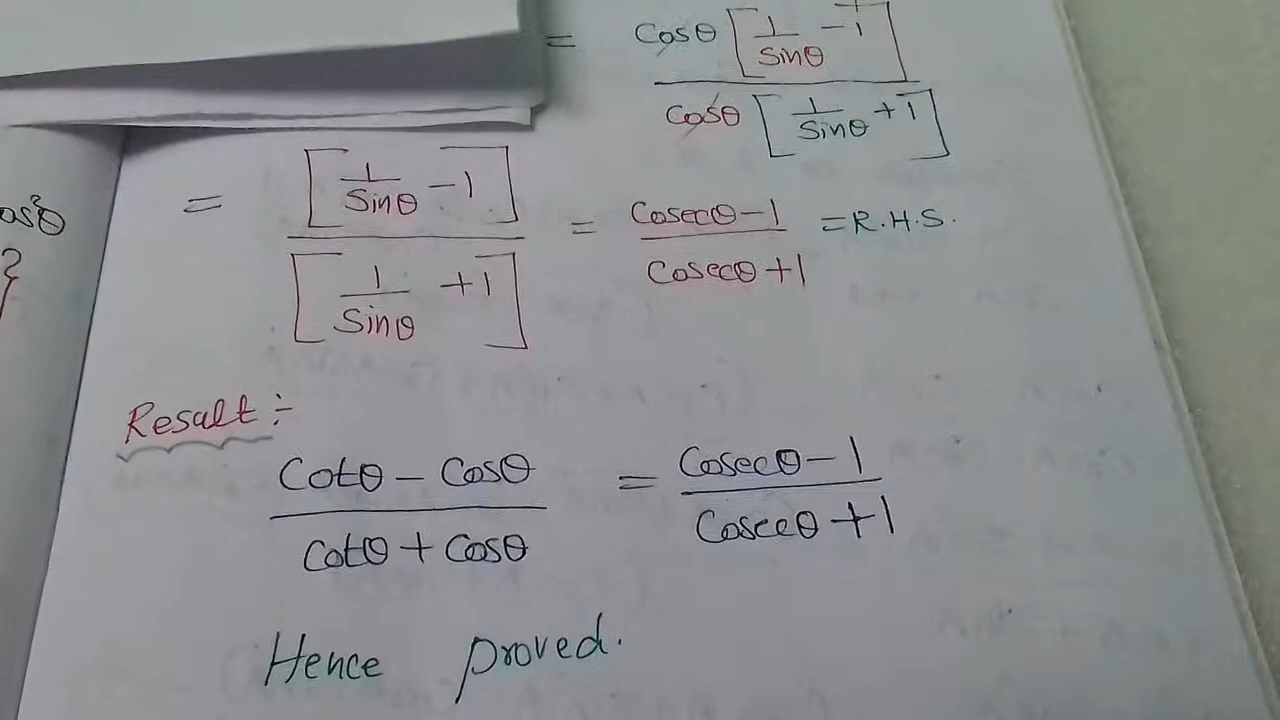 = Cosθ [1/Sinθ - 1] / Cosθ [1/Sinθ + 1]
= [1/Sinθ - 1] / [1/Sinθ + 1] = Cosecθ-1 / Cosecθ+1 = R.H.S.
Result :-
Cotθ - Cosθ / Cotθ + Cosθ = Cosecθ-1 / Cosecθ+1
Hence proved.